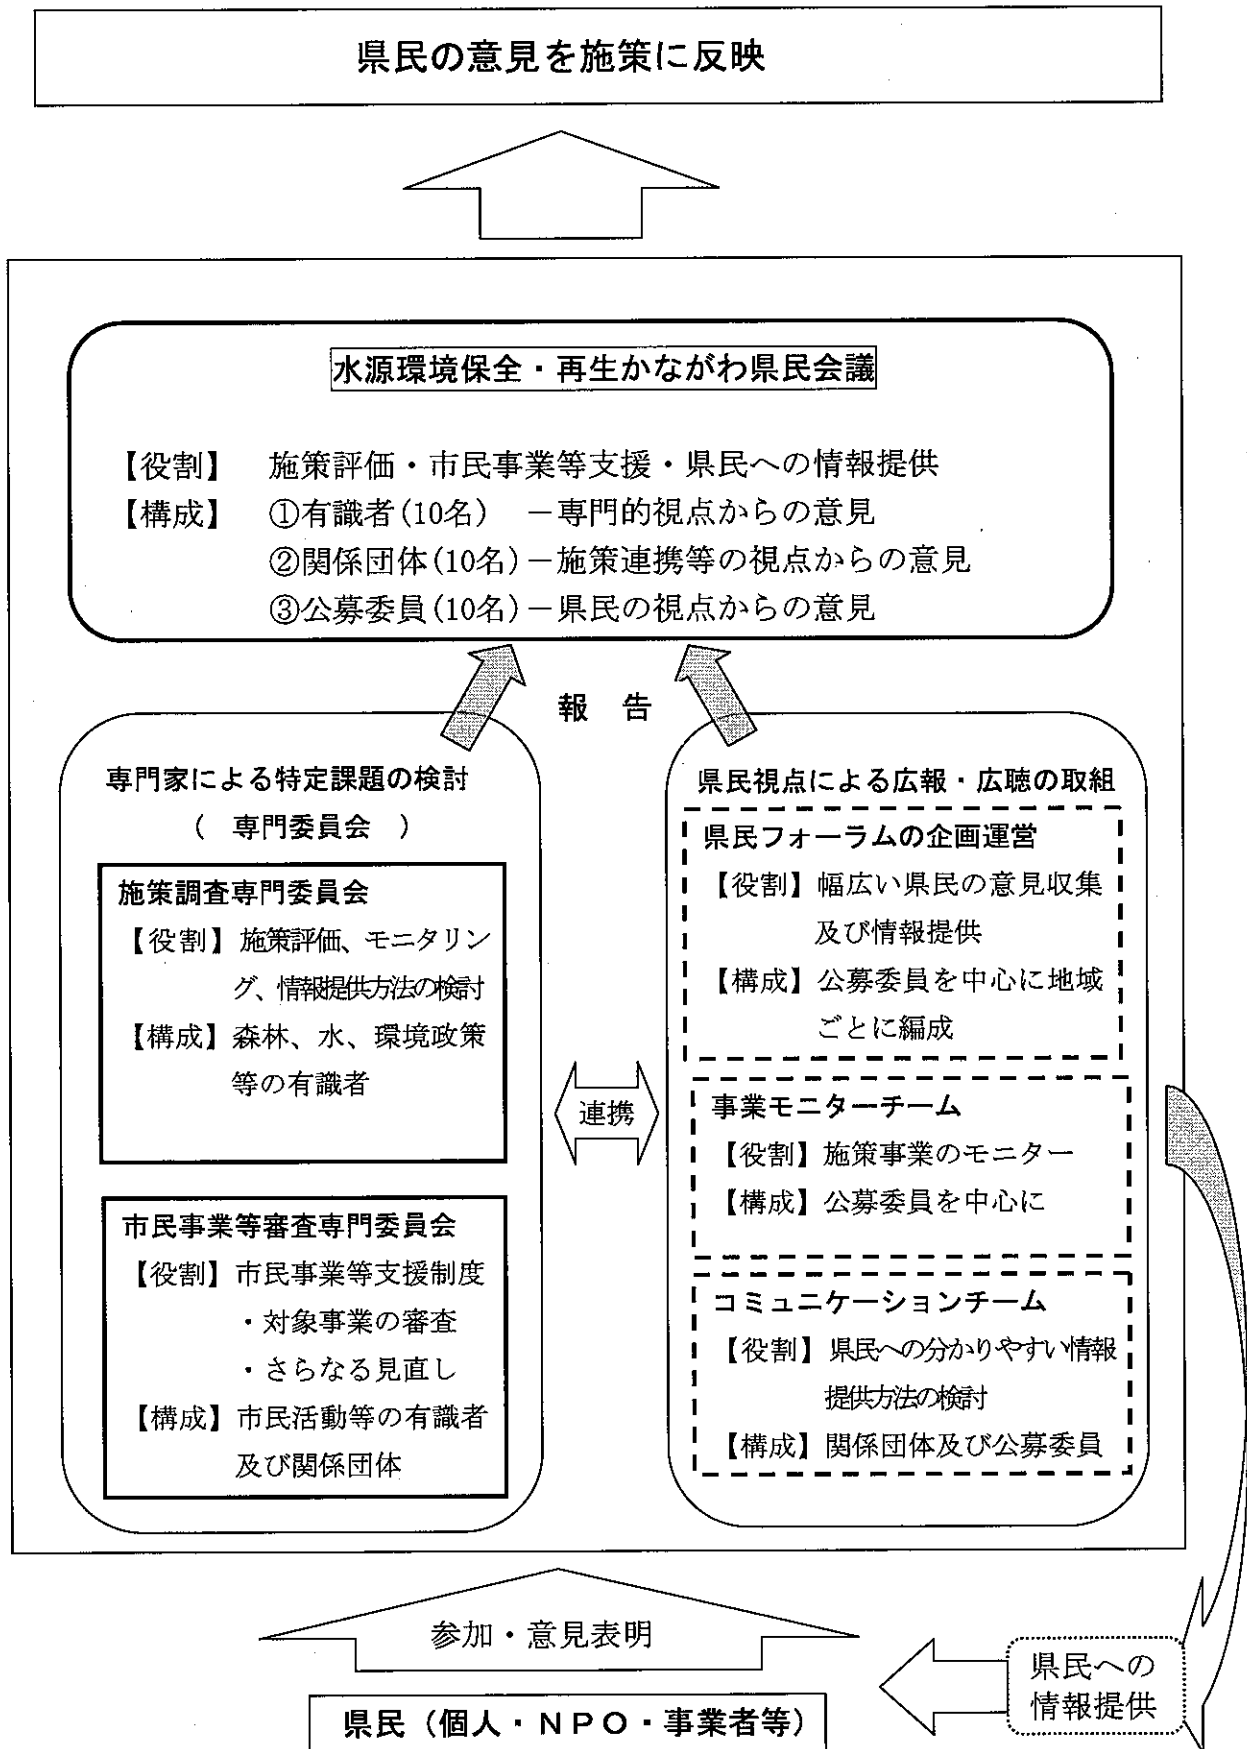 県民の意見を施策に反映
水源環境保全・再生かながわ県民会議
【役割】 施策評価・市民事業等支援・県民への情報提供
【構成】 ①有識者(10名) －専門的視点からの意見
②関係団体(10名)－施策連携等の視点からの意見
③公募委員(10名)－県民の視点からの意見
報 告
専門家による特定課題の検討
( 専門委員会 )
施策調査専門委員会
【役割】施策評価、モニタリン
グ、情報提供方法の検討
【構成】森林、水、環境政策
等の有識者
市民事業等審査専門委員会
【役割】市民事業等支援制度
・対象事業の審査
・さらなる見直し
【構成】市民活動等の有識者
及び関係団体
連携
県民視点による広報・広聴の取組
県民フォーラムの企画運営
【役割】幅広い県民の意見収集
及び情報提供
【構成】公募委員を中心に地域
ごとに編成
事業モニターチーム
【役割】施策事業のモニター
【構成】公募委員を中心に
コミュニケーションチーム
【役割】県民への分かりやすい情報
提供方法の検討
【構成】関係団体及び公募委員
参加・意見表明
県民への
情報提供
県民（個人・ＮＰＯ・事業者等）